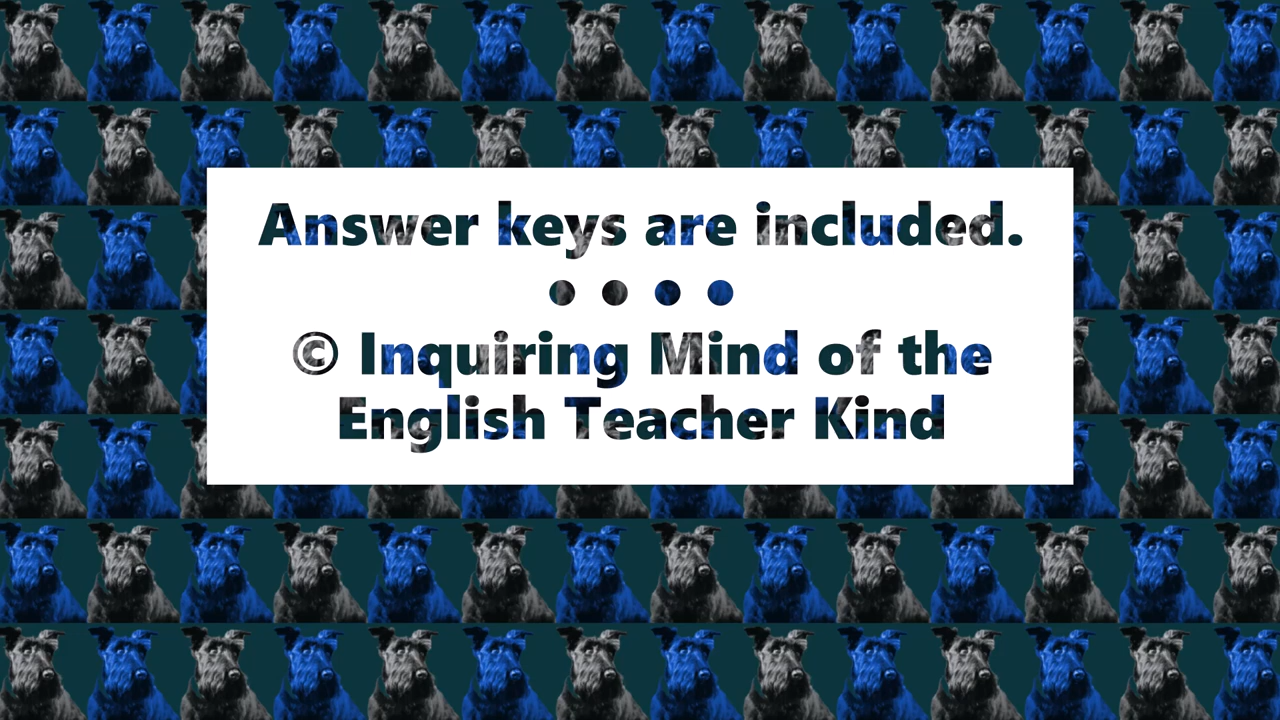 Answer keys are included.
• • • •
© Inquiring Mind of the
English Teacher Kind